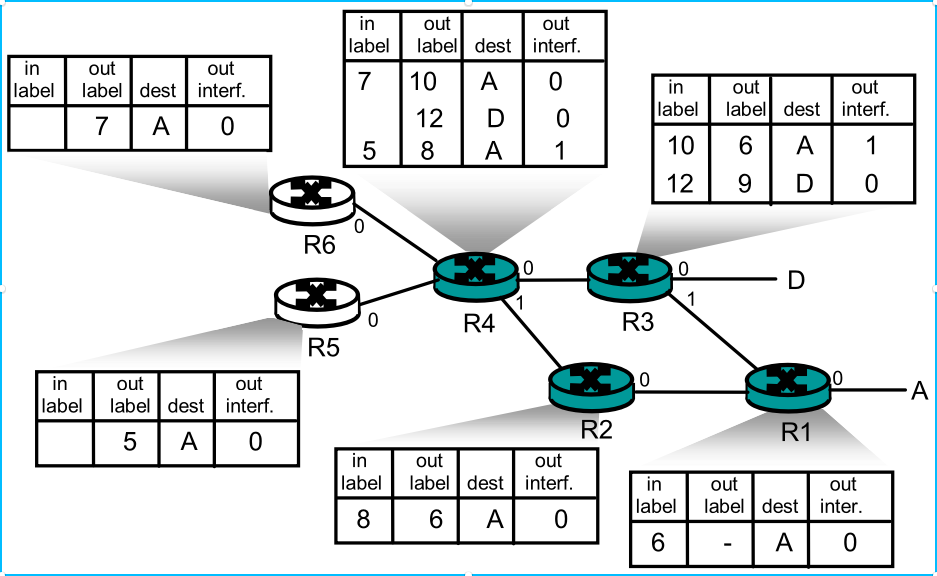 in out out
label label dest interf.
7 10 A 0
12 D 0
5 8 A 1
in out out
label label dest interf.
7 A 0
in out out
label label dest interf.
10 6 A 1
12 9 D 0
R6
0
R5
0
R4
0
1
R3
0
1
D
R2
0
R1
0
A
in out out
label label dest interf.
5 A 0
in out out
label label dest interf.
8 6 A 0
in out out
label label dest inter.
6 - A 0